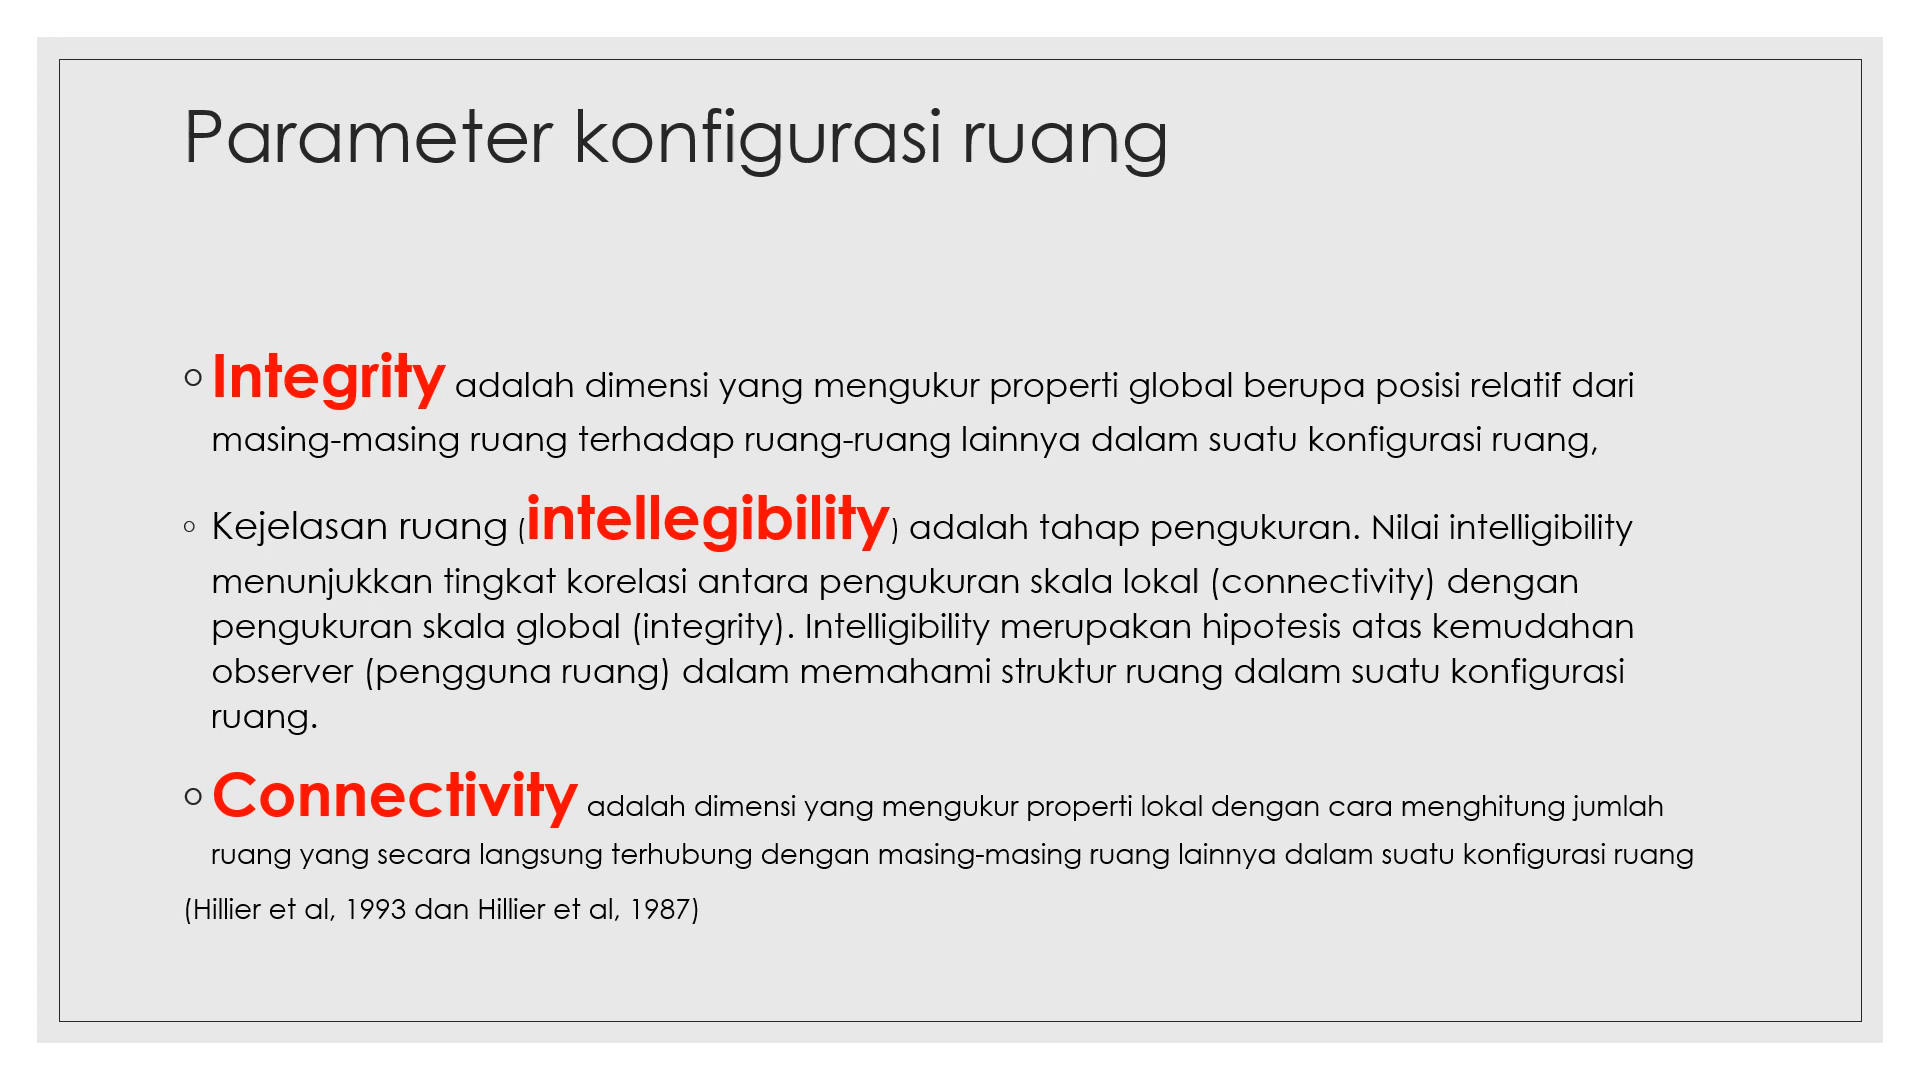 Parameter konfigurasi ruang
◦ Integrity adalah dimensi yang mengukur properti global berupa posisi relatif dari
masing-masing ruang terhadap ruang-ruang lainnya dalam suatu konfigurasi ruang,
◦ Kejelasan ruang (intellegibility) adalah tahap pengukuran. Nilai intelligibility
menunjukkan tingkat korelasi antara pengukuran skala lokal (connectivity) dengan
pengukuran skala global (integrity). Intelligibility merupakan hipotesis atas kemudahan
observer (pengguna ruang) dalam memahami struktur ruang dalam suatu konfigurasi
ruang.
◦ Connectivity adalah dimensi yang mengukur properti lokal dengan cara menghitung jumlah
ruang yang secara langsung terhubung dengan masing-masing ruang lainnya dalam suatu konfigurasi ruang
(Hillier et al, 1993 dan Hillier et al, 1987)